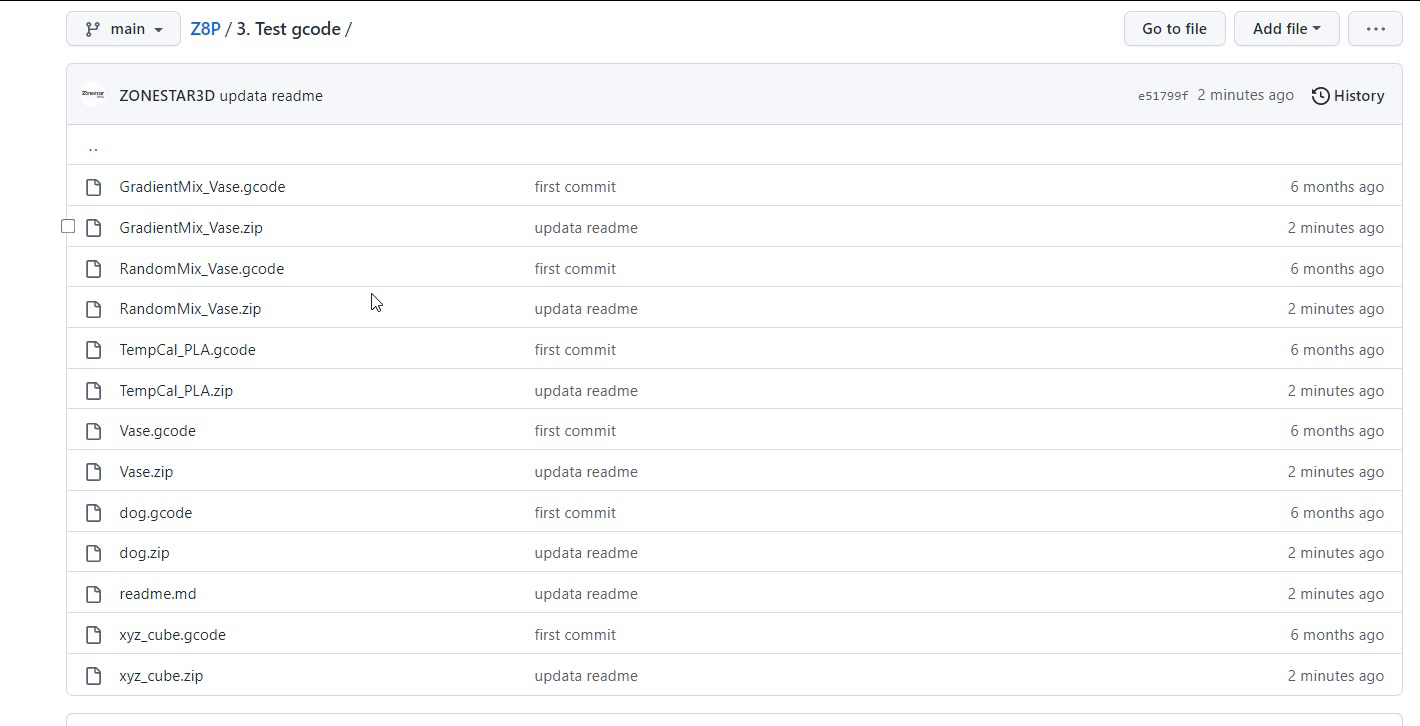 main Z8P / 3. Test gcode / Go to file Add file ...
Zonestar ZONESTAR3D updata readme e51799f 2 minutes ago History
..
GradientMix_Vase.gcode first commit 6 months ago
GradientMix_Vase.zip updata readme 2 minutes ago
RandomMix_Vase.gcode first commit 6 months ago
RandomMix_Vase.zip updata readme 2 minutes ago
TempCal_PLA.gcode first commit 6 months ago
TempCal_PLA.zip updata readme 2 minutes ago
Vase.gcode first commit 6 months ago
Vase.zip updata readme 2 minutes ago
dog.gcode first commit 6 months ago
dog.zip updata readme 2 minutes ago
readme.md updata readme 2 minutes ago
xyz_cube.gcode first commit 6 months ago
xyz_cube.zip updata readme 2 minutes ago